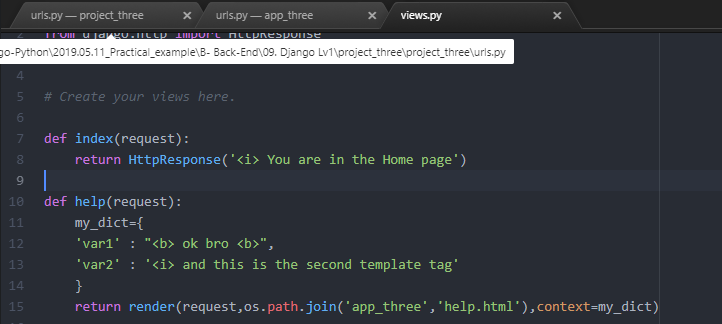 urls.py — project_three
urls.py — app_three
views.py
2 from django.http import HttpResponse
go-Python\2019.05.11_Practical_example\B- Back-End\09. Django Lv1\project_three\project_three\urls.py
4
5 # Create your views here.
6
7 def index(request):
8 return HttpResponse('<i> You are in the Home page')
9
10 def help(request):
11 my_dict={
12 'var1' : "<b> ok bro <b>",
13 'var2' : '<i> and this is the second template tag'
14 }
15 return render(request,os.path.join('app_three','help.html'),context=my_dict)